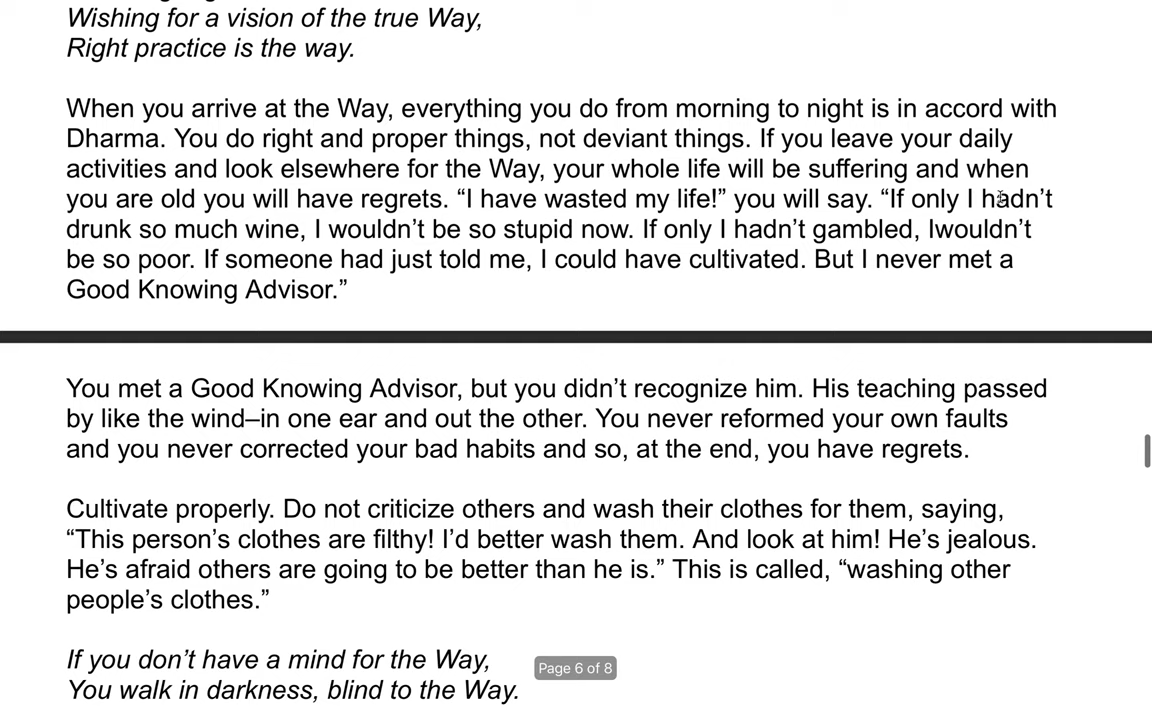 Wishing for a vision of the true Way,
Right practice is the way.
When you arrive at the Way, everything you do from morning to night is in accord with
Dharma. You do right and proper things, not deviant things. If you leave your daily
activities and look elsewhere for the Way, your whole life will be suffering and when
you are old you will have regrets. “I have wasted my life!” you will say. “If only I hadn’t
drunk so much wine, I wouldn’t be so stupid now. If only I hadn’t gambled, Iwouldn’t
be so poor. If someone had just told me, I could have cultivated. But I never met a
Good Knowing Advisor.”
You met a Good Knowing Advisor, but you didn’t recognize him. His teaching passed
by like the wind–in one ear and out the other. You never reformed your own faults
and you never corrected your bad habits and so, at the end, you have regrets.
Cultivate properly. Do not criticize others and wash their clothes for them, saying,
“This person’s clothes are filthy! I’d better wash them. And look at him! He’s jealous.
He’s afraid others are going to be better than he is.” This is called, “washing other
people’s clothes.”
If you don’t have a mind for the Way,
You walk in darkness, blind to the Way.
Page 6 of 8